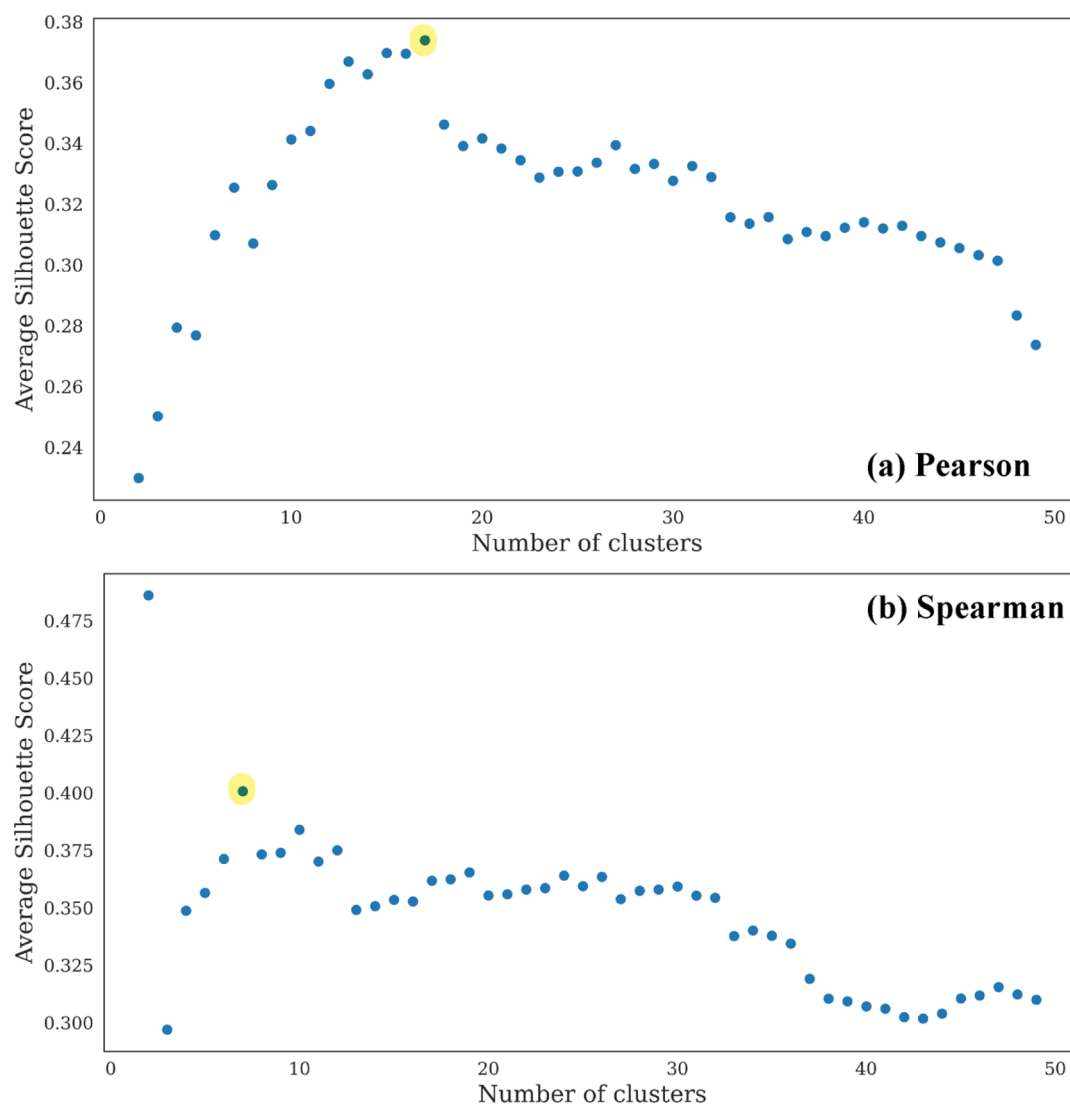 0.38
0.36
0.34
0.32
0.30
0.28
0.26
0.24
Average Silhouette Score
(a) Pearson
0 10 20 30 40 50
Number of clusters
(b) Spearman
0.475
0.450
0.425
0.400
0.375
0.350
0.325
0.300
Average Silhouette Score
0 10 20 30 40 50
Number of clusters